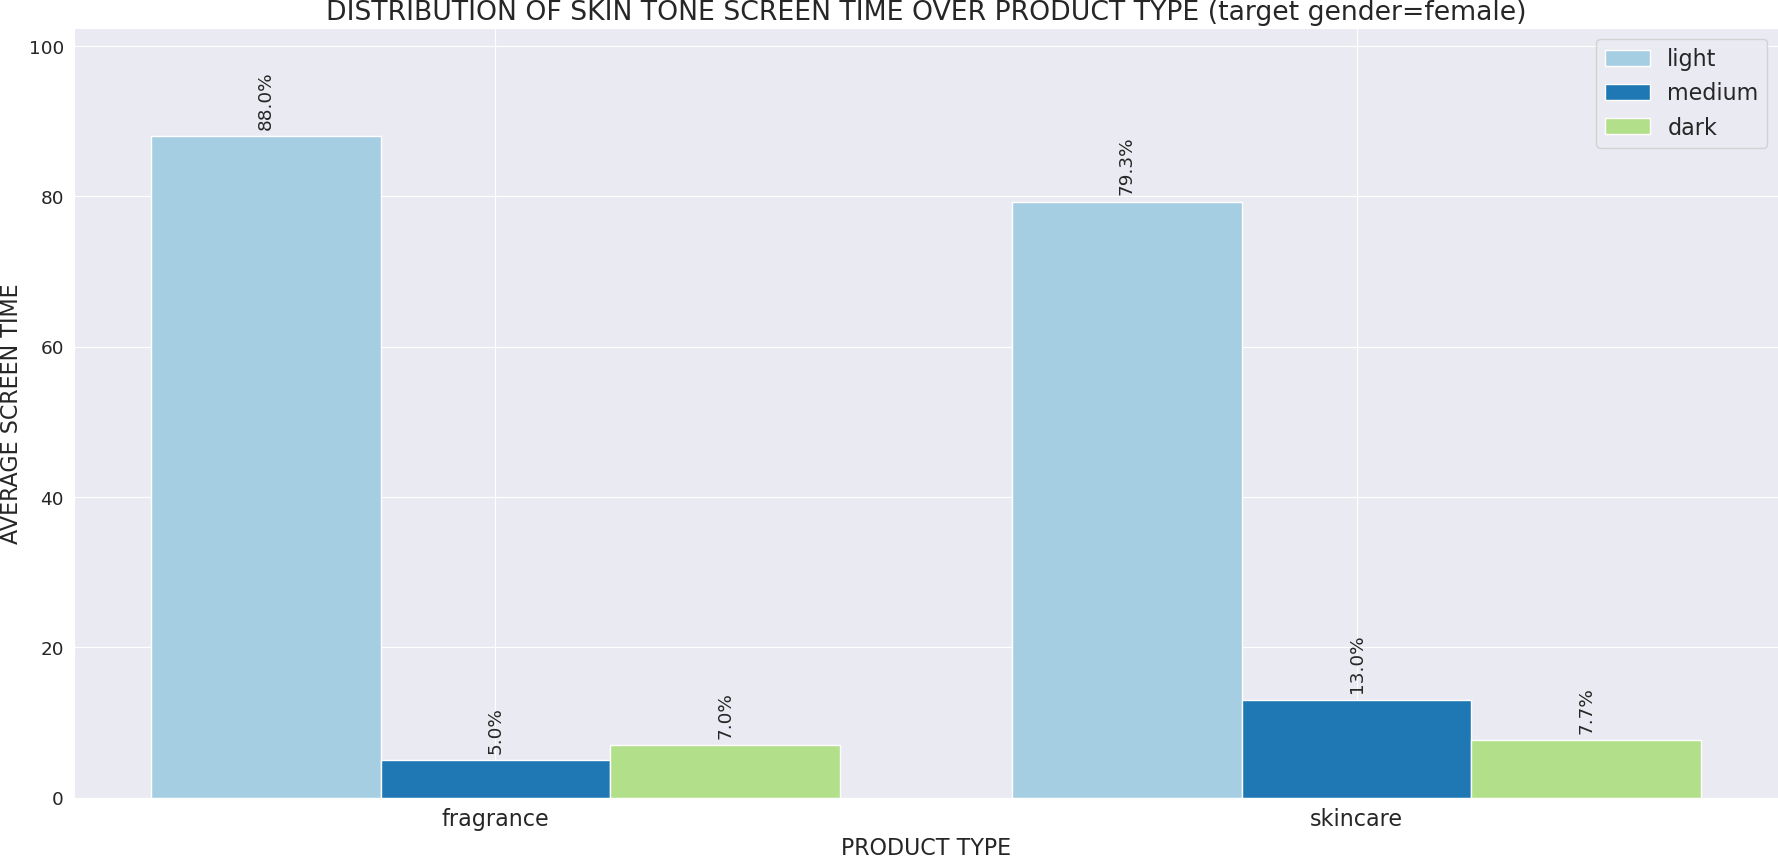 DISTRIBUTION OF SKIN TONE SCREEN TIME OVER PRODUCT TYPE (target gender=female)
light
medium
dark
AVERAGE SCREEN TIME
100
80
60
40
20
0
88.0%
5.0%
7.0%
79.3%
13.0%
7.7%
fragrance
skincare
PRODUCT TYPE